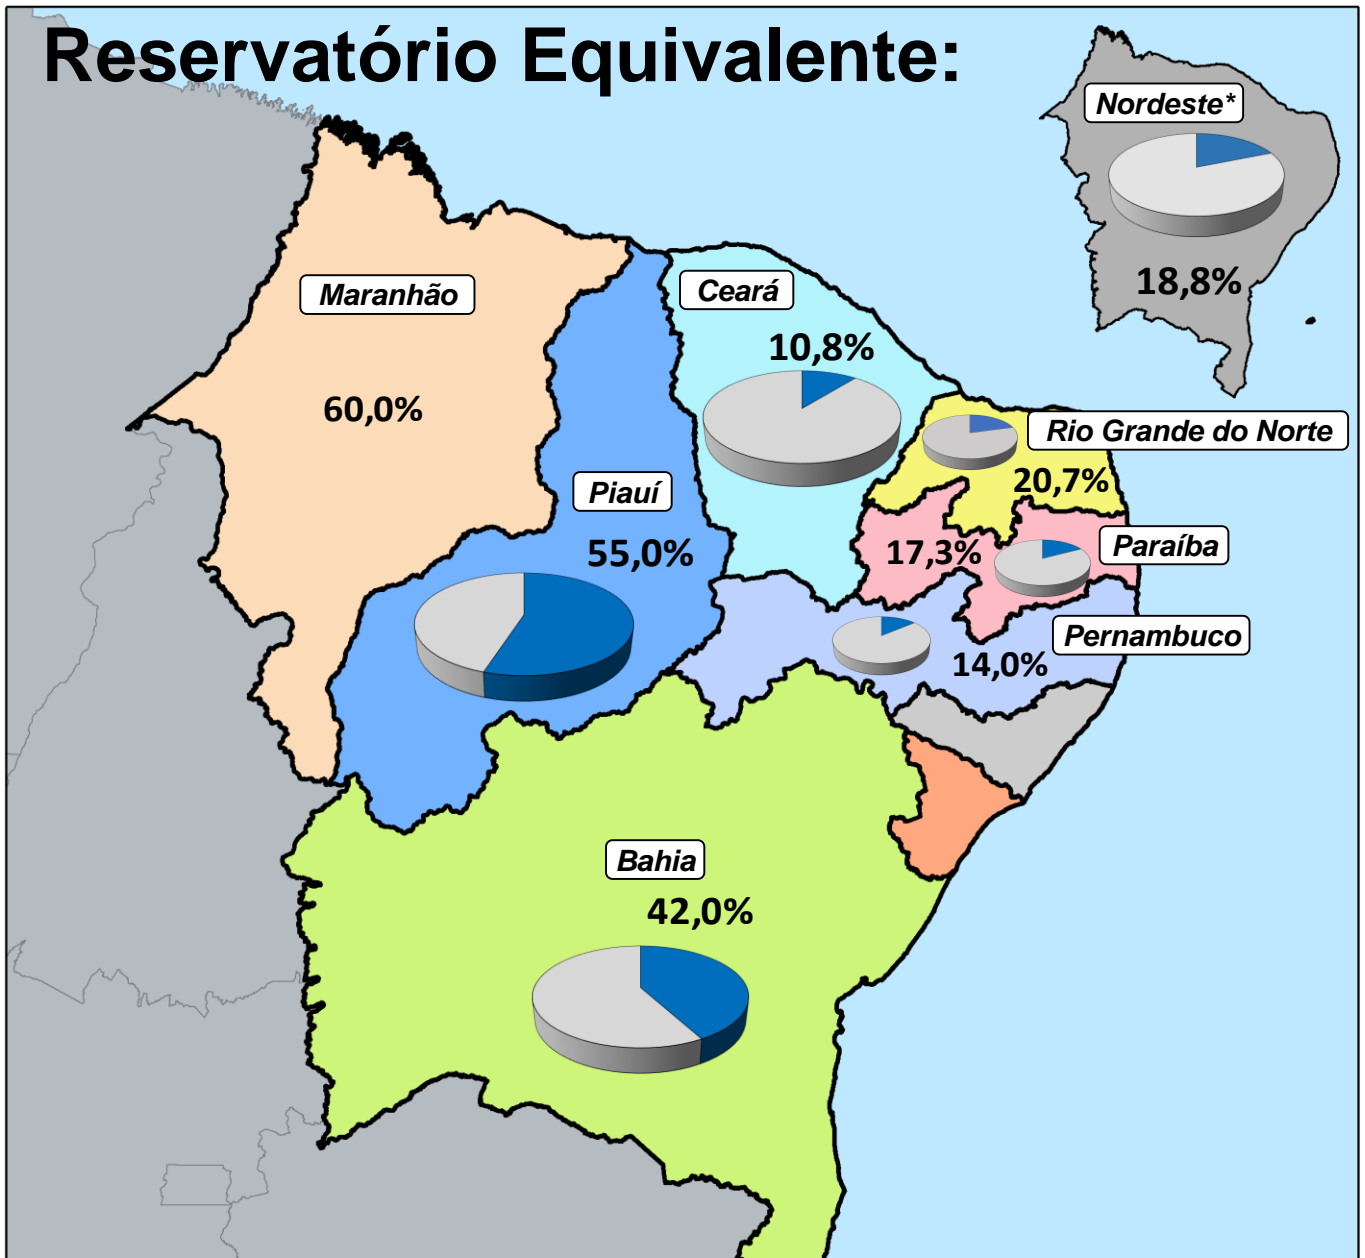 Reservatório Equivalente:
Nordeste*
18,8%
Maranhão
60,0%
Ceará
10,8%
Rio Grande do Norte
20,7%
Piauí
55,0%
Paraíba
17,3%
Pernambuco
14,0%
Bahia
42,0%